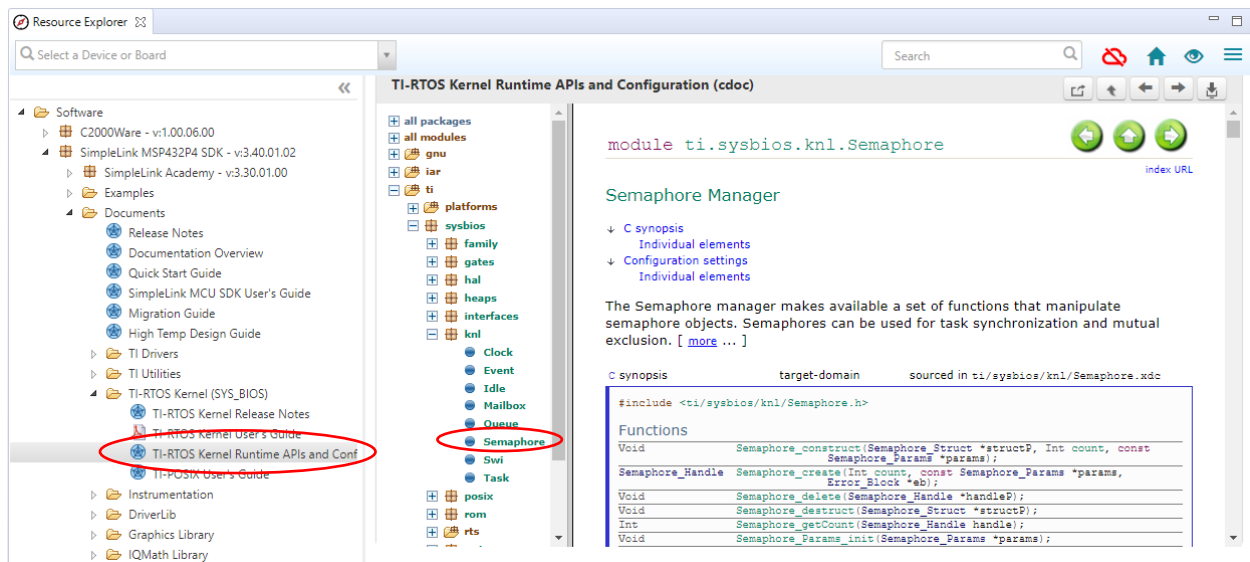 Resource Explorer
Select a Device or Board
Search
Software
C2000Ware - v:1.00.06.00
SimpleLink MSP432P4 SDK - v:3.40.01.02
SimpleLink Academy - v:3.30.01.00
Examples
Documents
Release Notes
Documentation Overview
Quick Start Guide
SimpleLink MCU SDK User's Guide
Migration Guide
High Temp Design Guide
TI Drivers
TI Utilities
TI-RTOS Kernel (SYS_BIOS)
TI-RTOS Kernel Release Notes
TI-RTOS Kernel User's Guide
TI-RTOS Kernel Runtime APIs and Conf
TI-POSIX User's Guide
Instrumentation
DriverLib
Graphics Library
IQMath Library
TI-RTOS Kernel Runtime APIs and Configuration (cdoc)
all packages
all modules
gnu
iar
ti
platforms
sysbios
family
gates
hal
heaps
interfaces
knl
Clock
Event
Idle
Mailbox
Queue
Semaphore
Swi
Task
posix
rom
rts
module ti.sysbios.knl.Semaphore
index URL
Semaphore Manager
↓ C synopsis
Individual elements
↓ Configuration settings
Individual elements
The Semaphore manager makes available a set of functions that manipulate
semaphore objects. Semaphores can be used for task synchronization and mutual
exclusion. [ more ... ]
C synopsis target-domain sourced in ti/sysbios/knl/Semaphore.xdc
#include <ti/sysbios/knl/Semaphore.h>
Functions
Void Semaphore_construct(Semaphore_Struct *structP, Int count, const
Semaphore_Params *params);
Semaphore_Handle Semaphore_create(Int count, const Semaphore_Params *params,
Error_Block *eb);
Void Semaphore_delete(Semaphore_Handle *handleP);
Void Semaphore_destruct(Semaphore_Struct *structP);
Int Semaphore_getCount(Semaphore_Handle handle);
Void Semaphore_Params_init(Semaphore_Params *params);